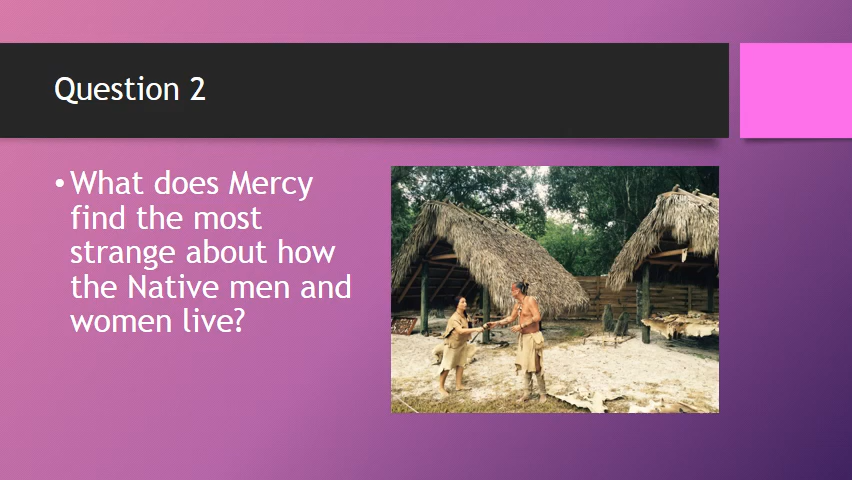 Question 2
• What does Mercy
find the most
strange about how
the Native men and
women live?